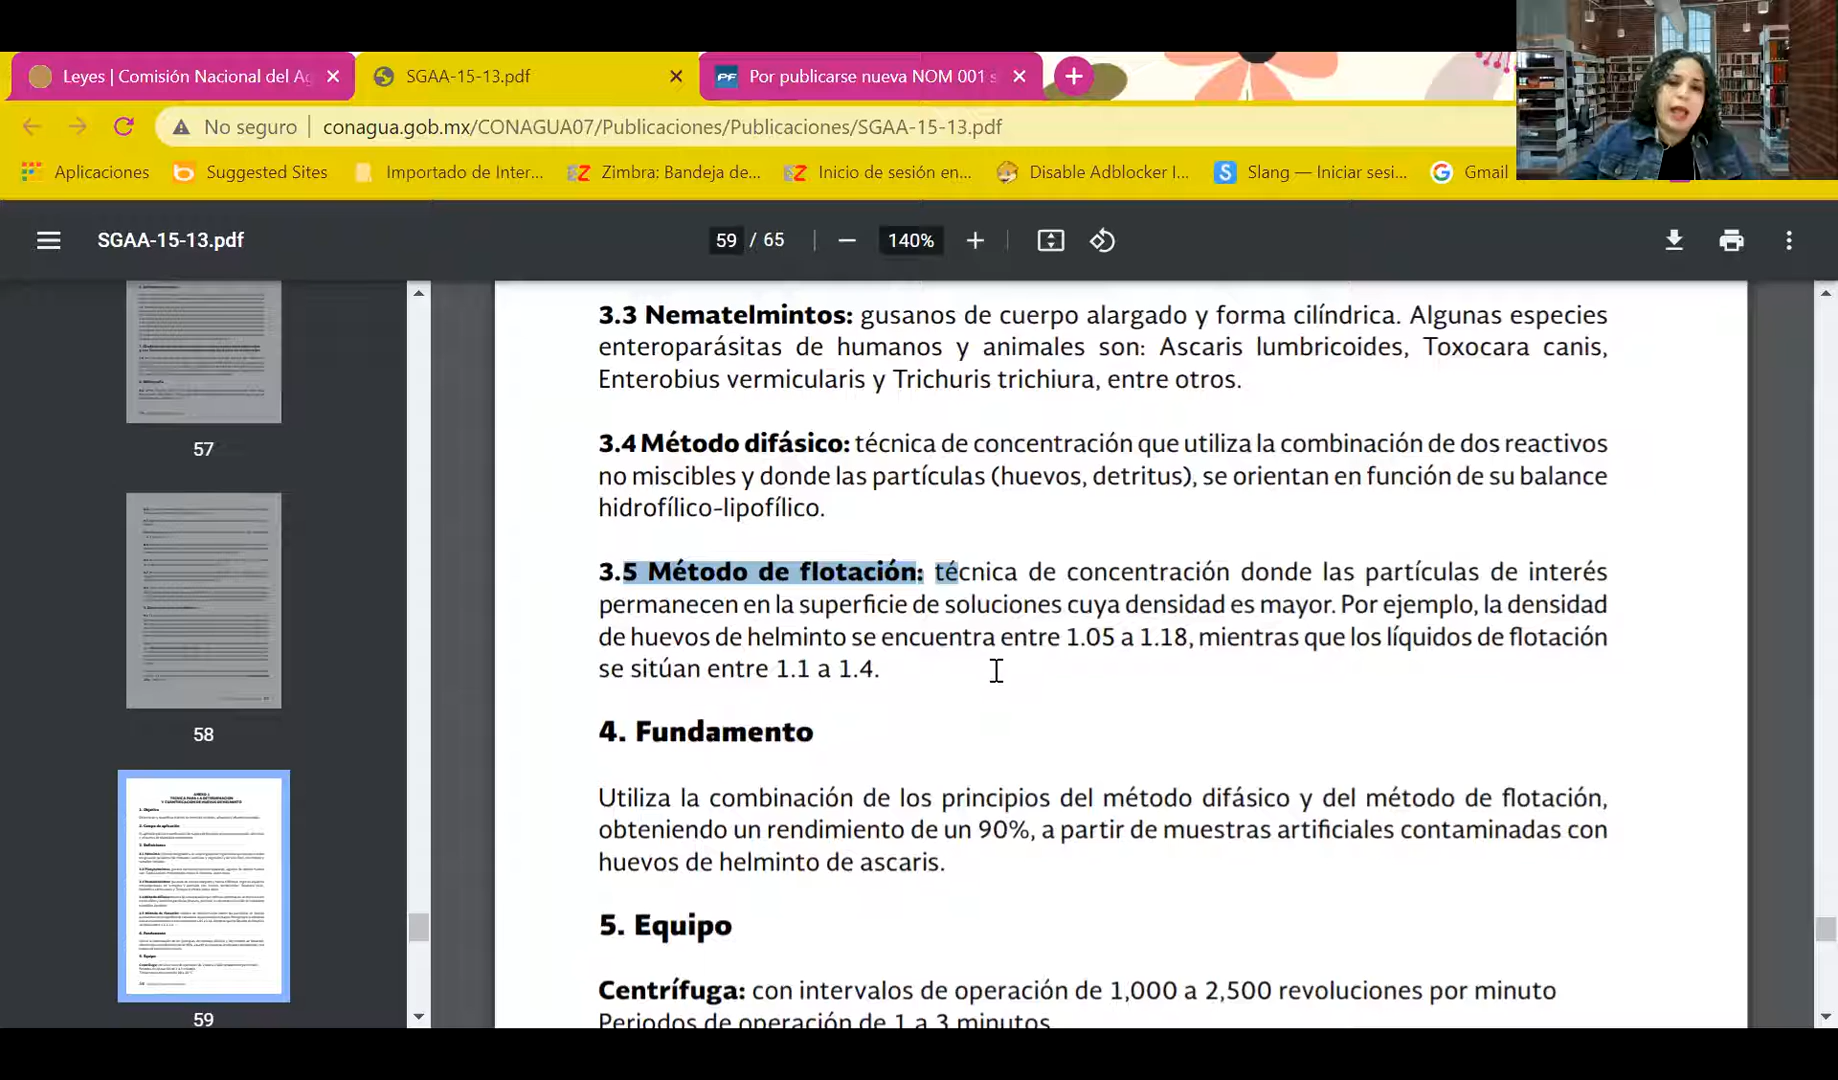 Leyes | Comisión Nacional del Ag
SGAA-15-13.pdf
Por publicarse nueva NOM 001 s
No seguro
conagua.gob.mx/CONAGUA07/Publicaciones/Publicaciones/SGAA-15-13.pdf
Aplicaciones
Suggested Sites
Importado de Inter...
Zimbra: Bandeja de...
Inicio de sesión en...
Disable Adblocker I...
Slang — Iniciar sesi...
Gmail
SGAA-15-13.pdf
59 / 65
140%
57
58
59
3.3 Nematelmintos: gusanos de cuerpo alargado y forma cilíndrica. Algunas especies
enteroparásitas de humanos y animales son: Ascaris lumbricoides, Toxocara canis,
Enterobius vermicularis y Trichuris trichiura, entre otros.
3.4 Método difásico: técnica de concentración que utiliza la combinación de dos reactivos
no miscibles y donde las partículas (huevos, detritus), se orientan en función de su balance
hidrofílico-lipofílico.
3.5 Método de flotación: técnica de concentración donde las partículas de interés
permanecen en la superficie de soluciones cuya densidad es mayor. Por ejemplo, la densidad
de huevos de helminto se encuentra entre 1.05 a 1.18, mientras que los líquidos de flotación
se sitúan entre 1.1 a 1.4.
4. Fundamento
Utiliza la combinación de los principios del método difásico y del método de flotación,
obteniendo un rendimiento de un 90%, a partir de muestras artificiales contaminadas con
huevos de helminto de ascaris.
5. Equipo
Centrífuga: con intervalos de operación de 1,000 a 2,500 revoluciones por minuto
Periodos de operación de 1 a 3 minutos